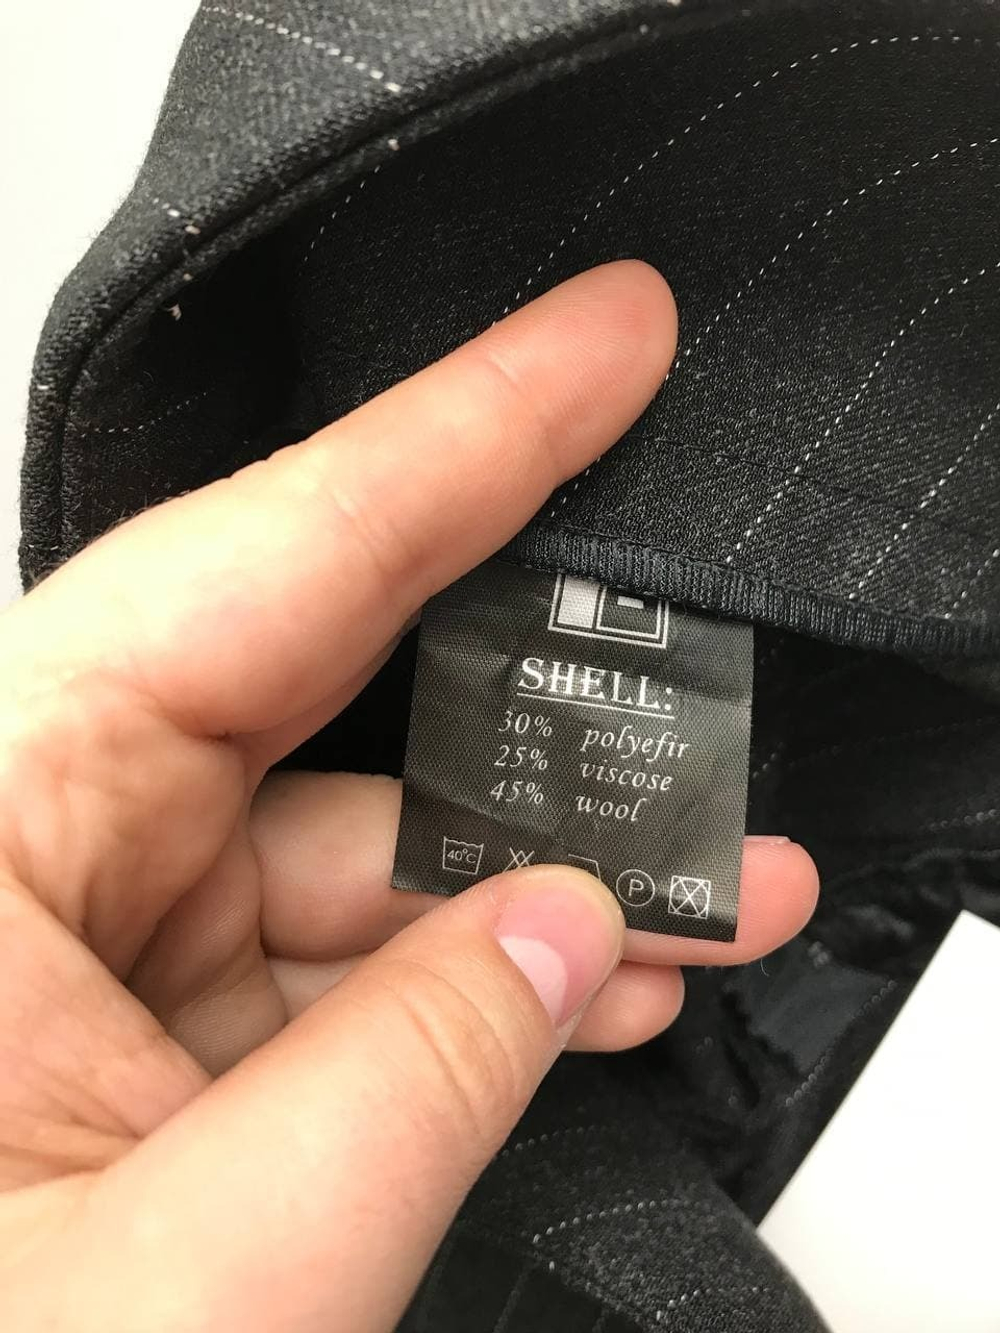 SHELL:
30% polyefir
25% viscose
45% wool
40°C
P